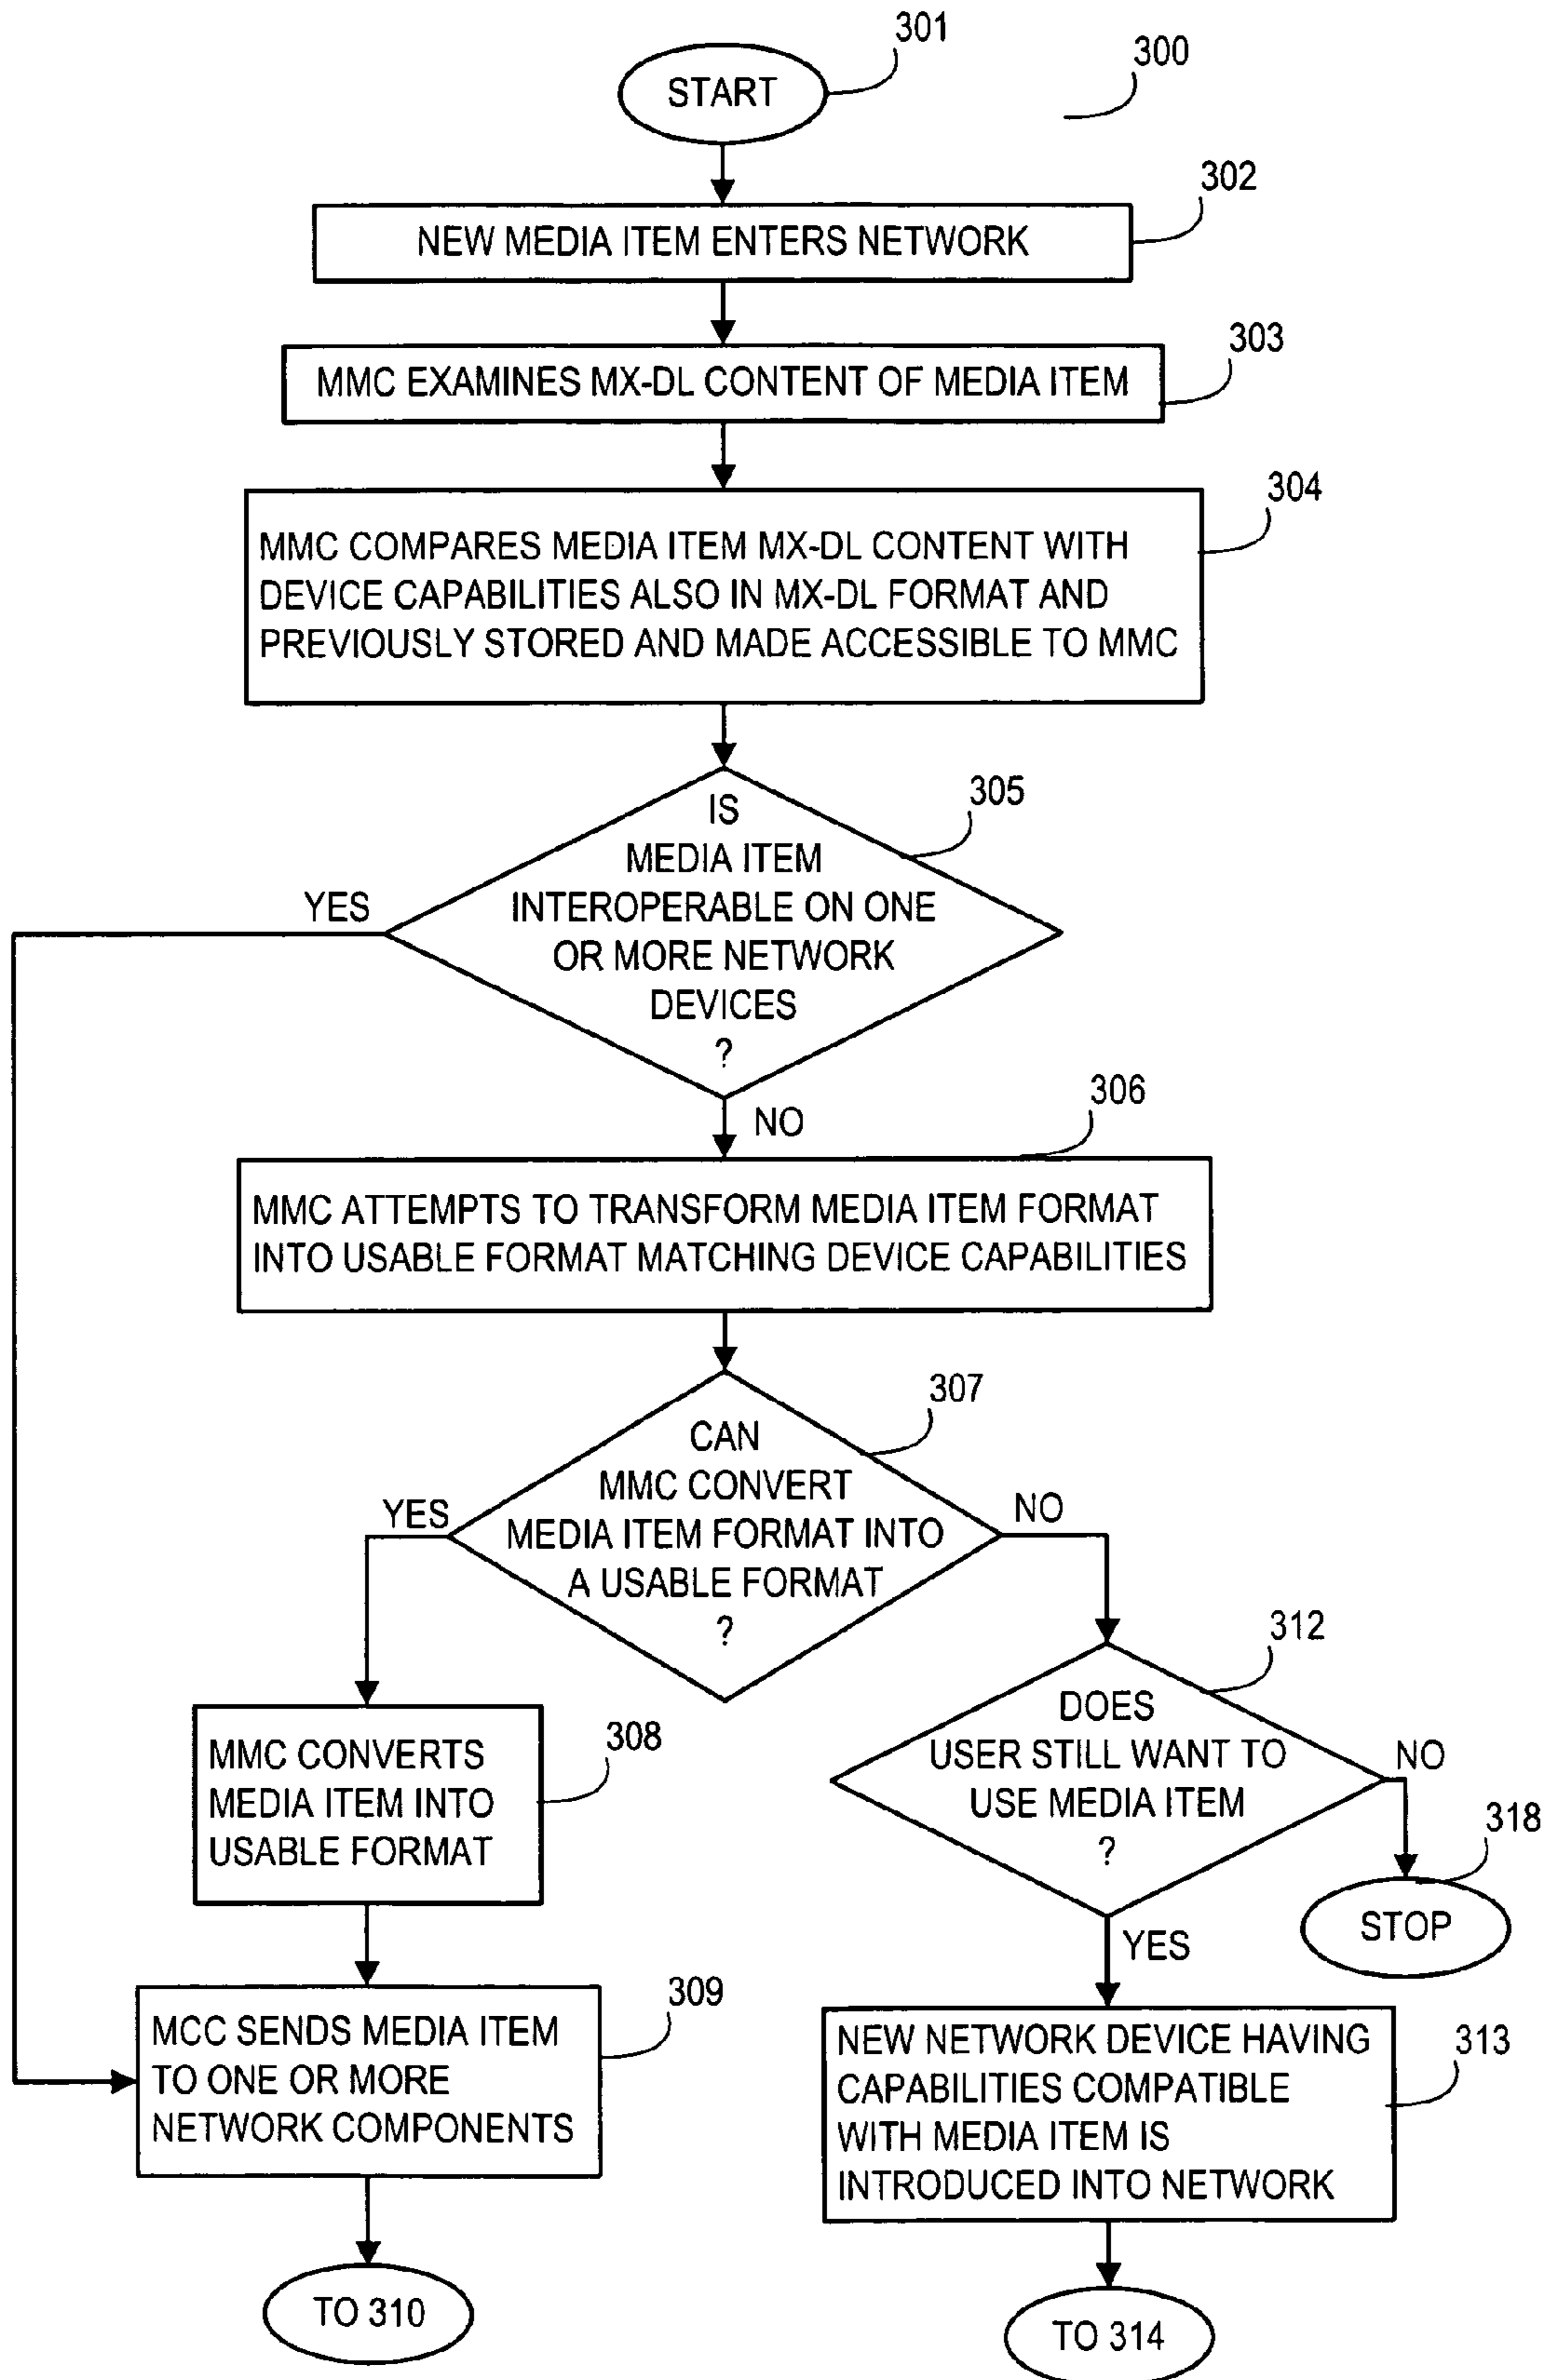 301
300
START
302
NEW MEDIA ITEM ENTERS NETWORK
303
MMC EXAMINES MX-DL CONTENT OF MEDIA ITEM
304
MMC COMPARES MEDIA ITEM MX-DL CONTENT WITH
DEVICE CAPABILITIES ALSO IN MX-DL FORMAT AND
PREVIOUSLY STORED AND MADE ACCESSIBLE TO MMC
305
IS
MEDIA ITEM
INTEROPERABLE ON ONE
OR MORE NETWORK
DEVICES
?
YES
NO
306
MMC ATTEMPTS TO TRANSFORM MEDIA ITEM FORMAT
INTO USABLE FORMAT MATCHING DEVICE CAPABILITIES
307
CAN
MMC CONVERT
MEDIA ITEM FORMAT INTO
A USABLE FORMAT
?
YES
NO
308
MMC CONVERTS
MEDIA ITEM INTO
USABLE FORMAT
312
DOES
USER STILL WANT TO
USE MEDIA ITEM
?
NO
318
STOP
YES
309
MCC SENDS MEDIA ITEM
TO ONE OR MORE
NETWORK COMPONENTS
313
NEW NETWORK DEVICE HAVING
CAPABILITIES COMPATIBLE
WITH MEDIA ITEM IS
INTRODUCED INTO NETWORK
TO 310
TO 314